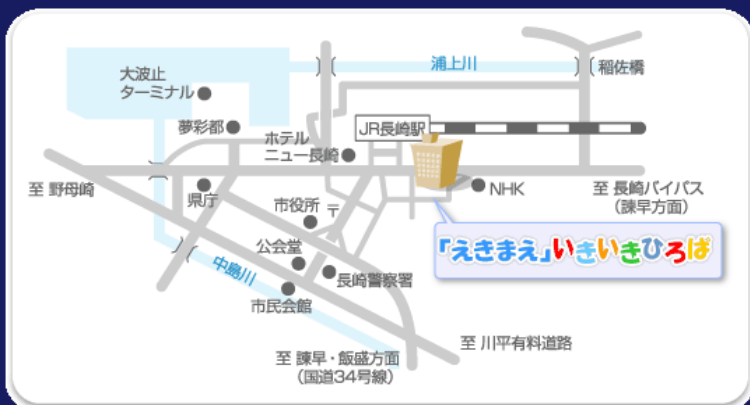 大波止
ターミナル
浦上川
稲佐橋
夢彩都
ホテル
ニュー長崎
JR長崎駅
至 野母崎
県庁
市役所
〒
NHK
至 長崎バイパス
(諫早方面)
公会堂
中島川
長崎警察署
市民会館
「えきまえ」いきいきひろば
至 川平有料道路
至 諫早・飯盛方面
(国道34号線)